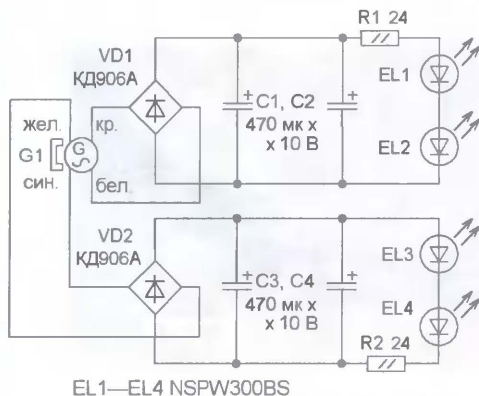 R1 24
VD1
КД906А
EL1
C1, C2
470 мк х
х 10 В
EL2
жел.
кр.
G1
G
син.
бел.
VD2
КД906А
EL3
C3, C4
470 мк х
х 10 В
EL4
R2 24
EL1—EL4 NSPW300BS